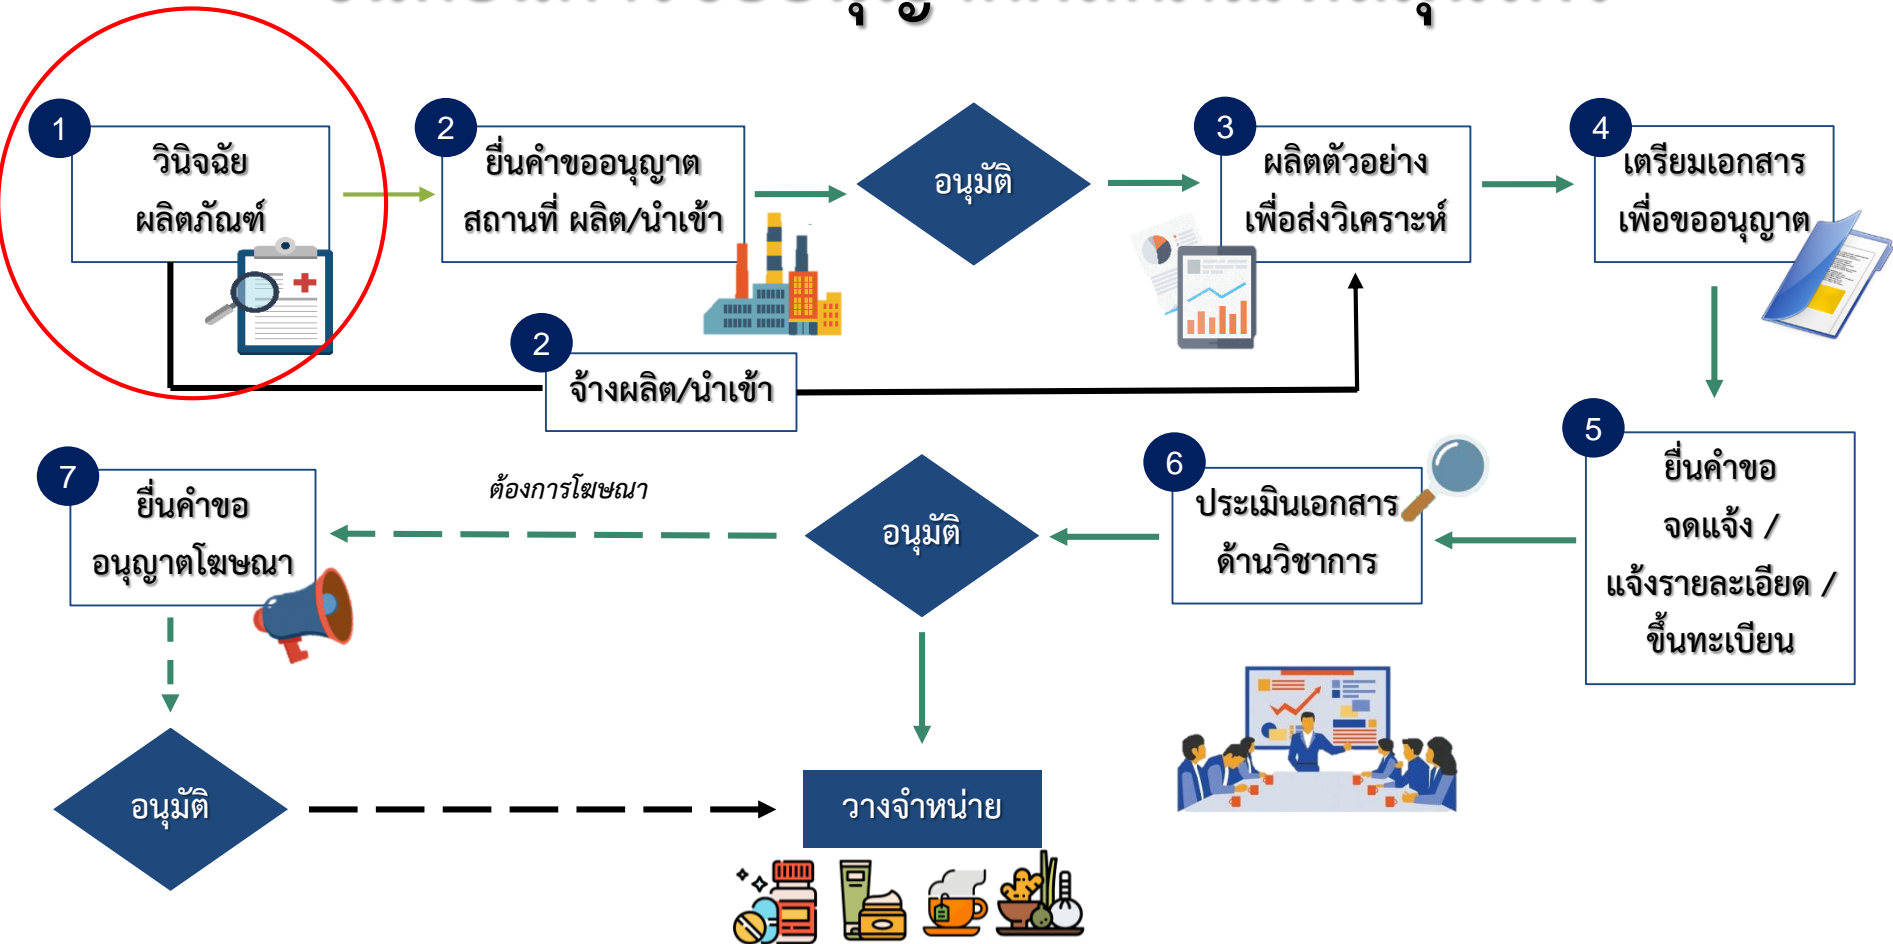 1
วินิจฉัย
ผลิตภัณฑ์
2
ยื่นคำขออนุญาต
สถานที่ ผลิต/นำเข้า
อนุมัติ
3
ผลิตตัวอย่าง
เพื่อส่งวิเคราะห์
4
เตรียมเอกสาร
เพื่อขออนุญาต
2
จ้างผลิต/นำเข้า
5
ยื่นคำขอ
จดแจ้ง /
แจ้งรายละเอียด /
ขึ้นทะเบียน
6
ประเมินเอกสาร
ด้านวิชาการ
อนุมัติ
ต้องการโฆษณา
7
ยื่นคำขอ
อนุญาตโฆษณา
อนุมัติ
วางจำหน่าย